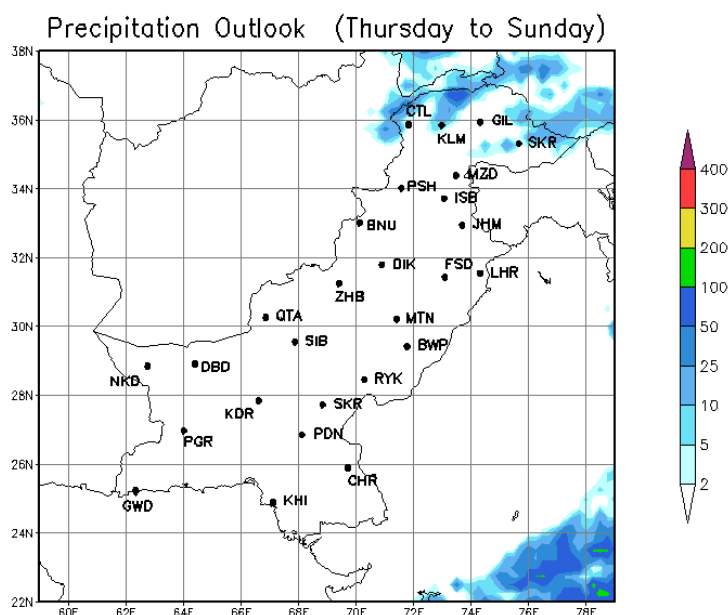 Precipitation Outlook (Thursday to Sunday)
38N
36N
34N
32N
30N
28N
26N
24N
22N
CTL
KLM
GIL
SKR
MZD
PSH
ISB
BNU
JHM
DIK
FSD
LHR
ZHB
QTA
MTN
SIB
BWP
NKD
DBD
RYK
KDR
SKR
PGR
PDN
CHR
GWD
KHI
60E 62E 64E 66E 68E 70E 72E 74E 76E 78E
400
300
200
100
50
25
10
5
2